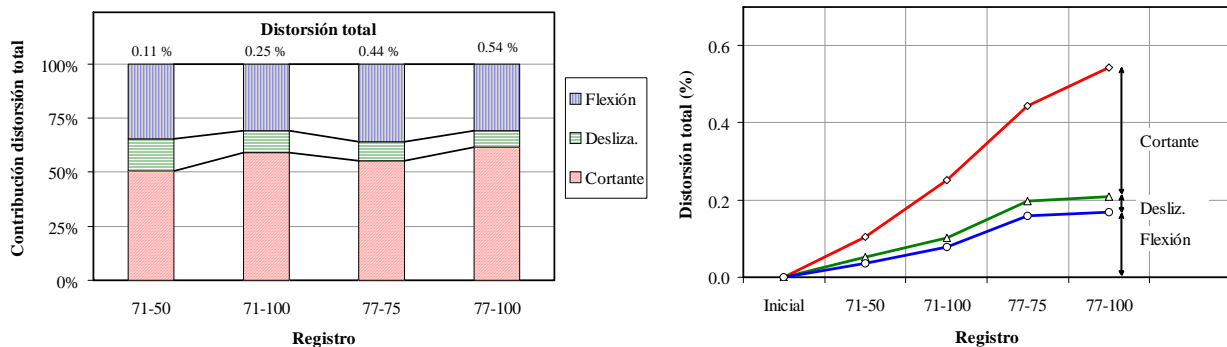 Distorsión total
0.11 %
0.25 %
0.44 %
0.54 %
Contribución distorsión total
100%
75%
50%
25%
0%
71-50
71-100
77-75
77-100
Registro
Flexión
Desliza.
Cortante
Distorsión total (%)
0.6
0.4
0.2
0.0
Cortante
Desliz.
Flexión
Inicial
71-50
71-100
77-75
77-100
Registro